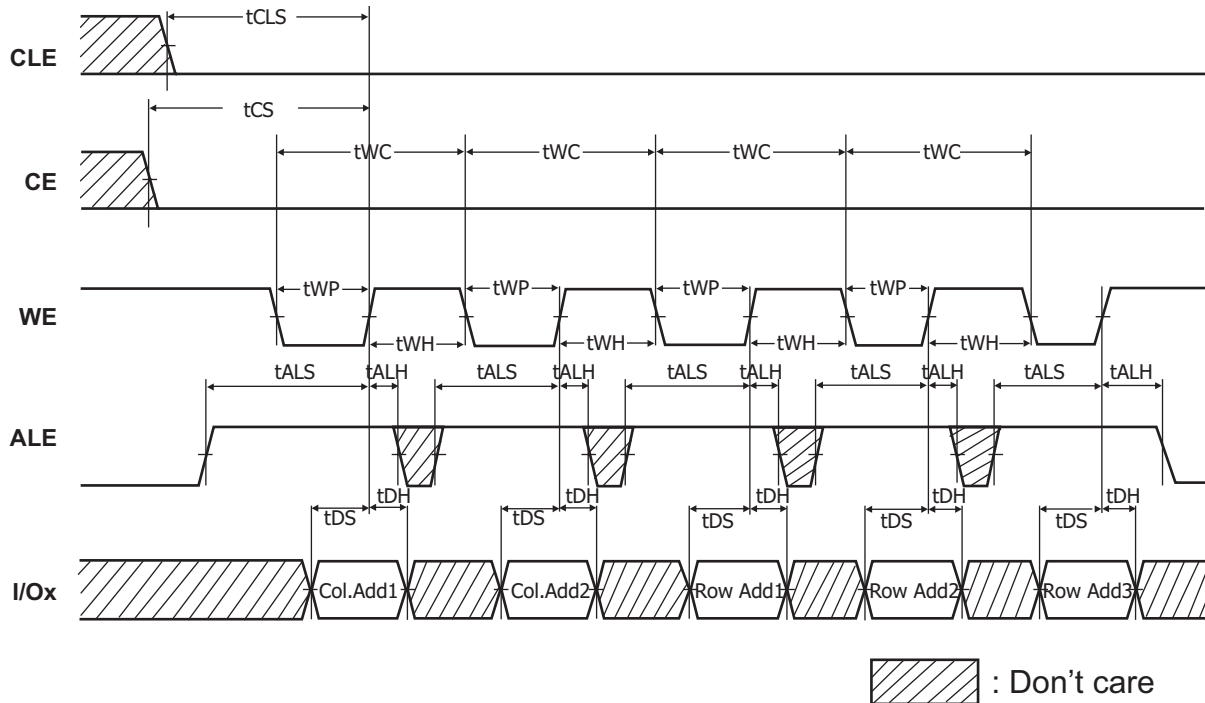 tCLS
CLE
tCS
tWC tWC tWC tWC
CE
tWP tWP tWP tWP
WE
tWH tWH tWH tWH
tALS tALH tALS tALH tALS tALH tALS tALH tALS tALH
ALE
tDH tDH tDH tDH tDH
tDS tDS tDS tDS tDS
I/Ox Col.Add1 Col.Add2 Row Add1 Row Add2 Row Add3
: Don't care